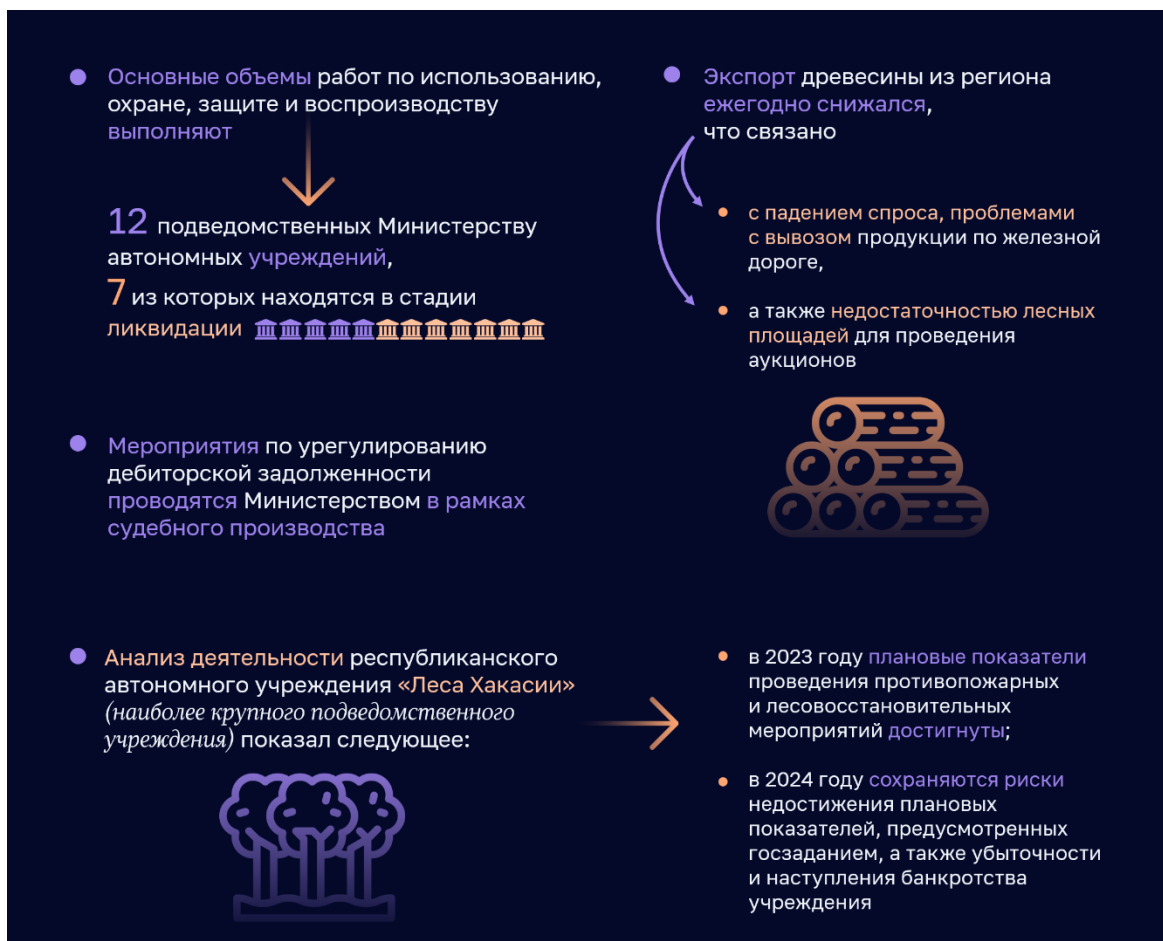 Основные объемы работ по использованию,
охране, защите и воспроизводству
выполняют
12 подведомственных Министерству
автономных учреждений,
7 из которых находятся в стадии
ликвидации
Экспорт древесины из региона
ежегодно снижался,
что связано
с падением спроса, проблемами
с вывозом продукции по железной
дороге,
а также недостаточностью лесных
площадей для проведения
аукционов
Мероприятия по урегулированию
дебиторской задолженности
проводятся Министерством в рамках
судебного производства
Анализ деятельности республиканского
автономного учреждения «Леса Хакасии»
(наиболее крупного подведомственного
учреждения) показал следующее:
в 2023 году плановые показатели
проведения противопожарных
и лесовосстановительных
мероприятий достигнуты;
в 2024 году сохраняются риски
недостижения плановых
показателей, предусмотренных
госзаданием, а также убыточности
и наступления банкротства
учреждения